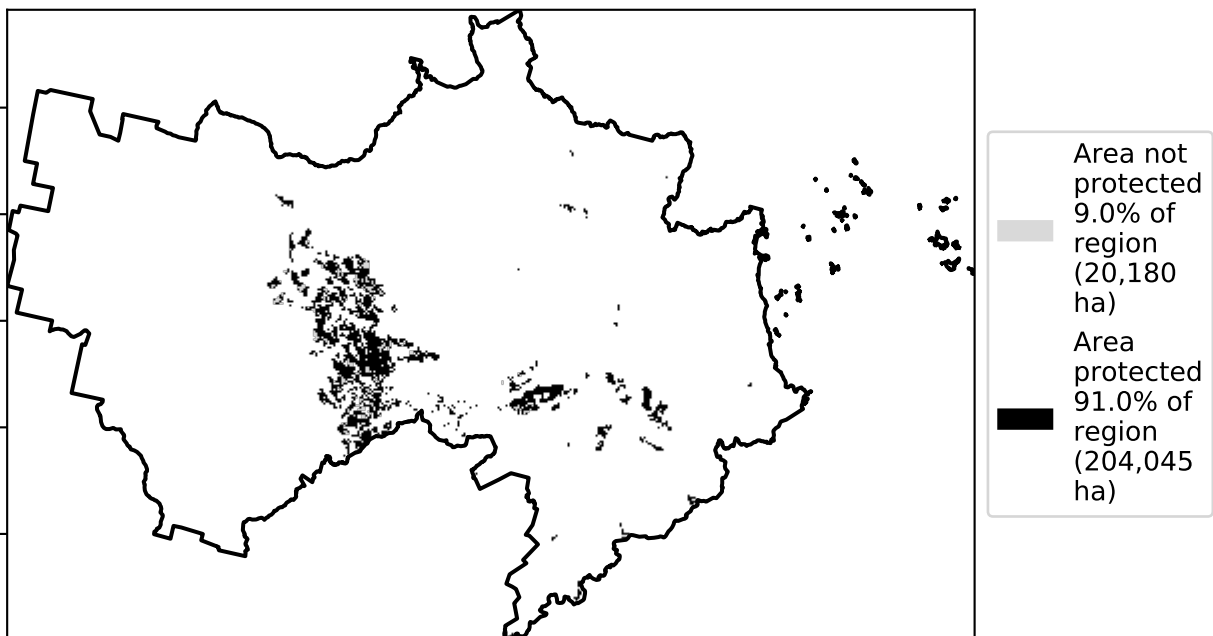 Area not
protected
9.0% of
region
(20,180
ha)
Area
protected
91.0% of
region
(204,045
ha)